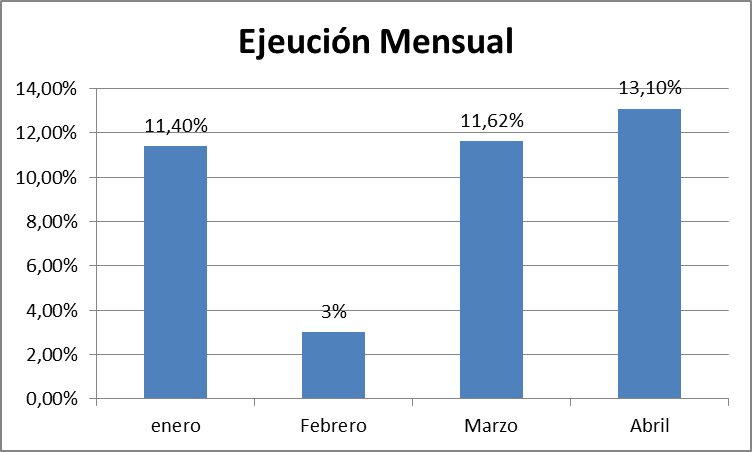 Ejeución Mensual
14,00%
12,00%
10,00%
8,00%
6,00%
4,00%
2,00%
0,00%
11,40%
3%
11,62%
13,10%
enero
Febrero
Marzo
Abril